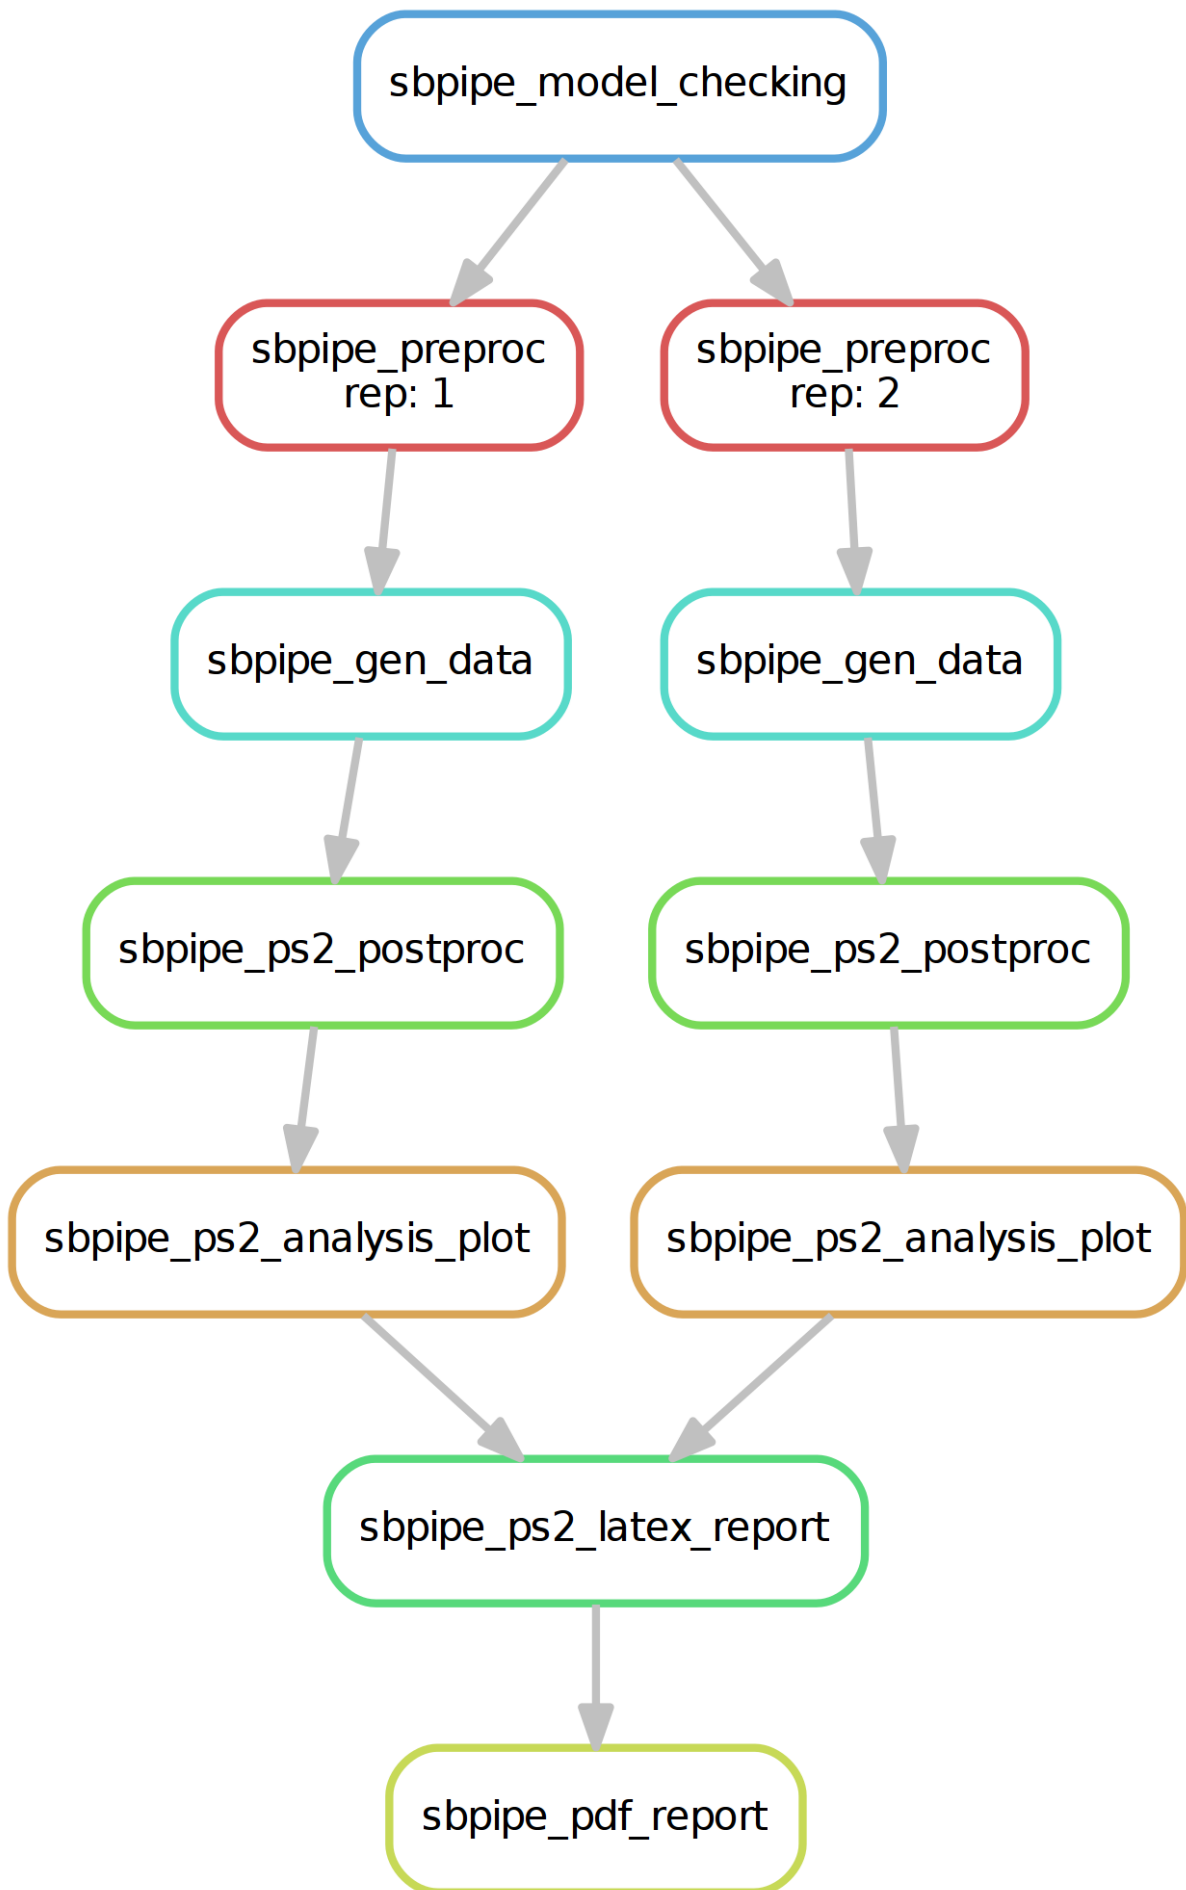 sbpipe_model_checking
sbpipe_preproc
rep: 1
sbpipe_preproc
rep: 2
sbpipe_gen_data
sbpipe_gen_data
sbpipe_ps2_postproc
sbpipe_ps2_postproc
sbpipe_ps2_analysis_plot
sbpipe_ps2_analysis_plot
sbpipe_ps2_latex_report
sbpipe_pdf_report